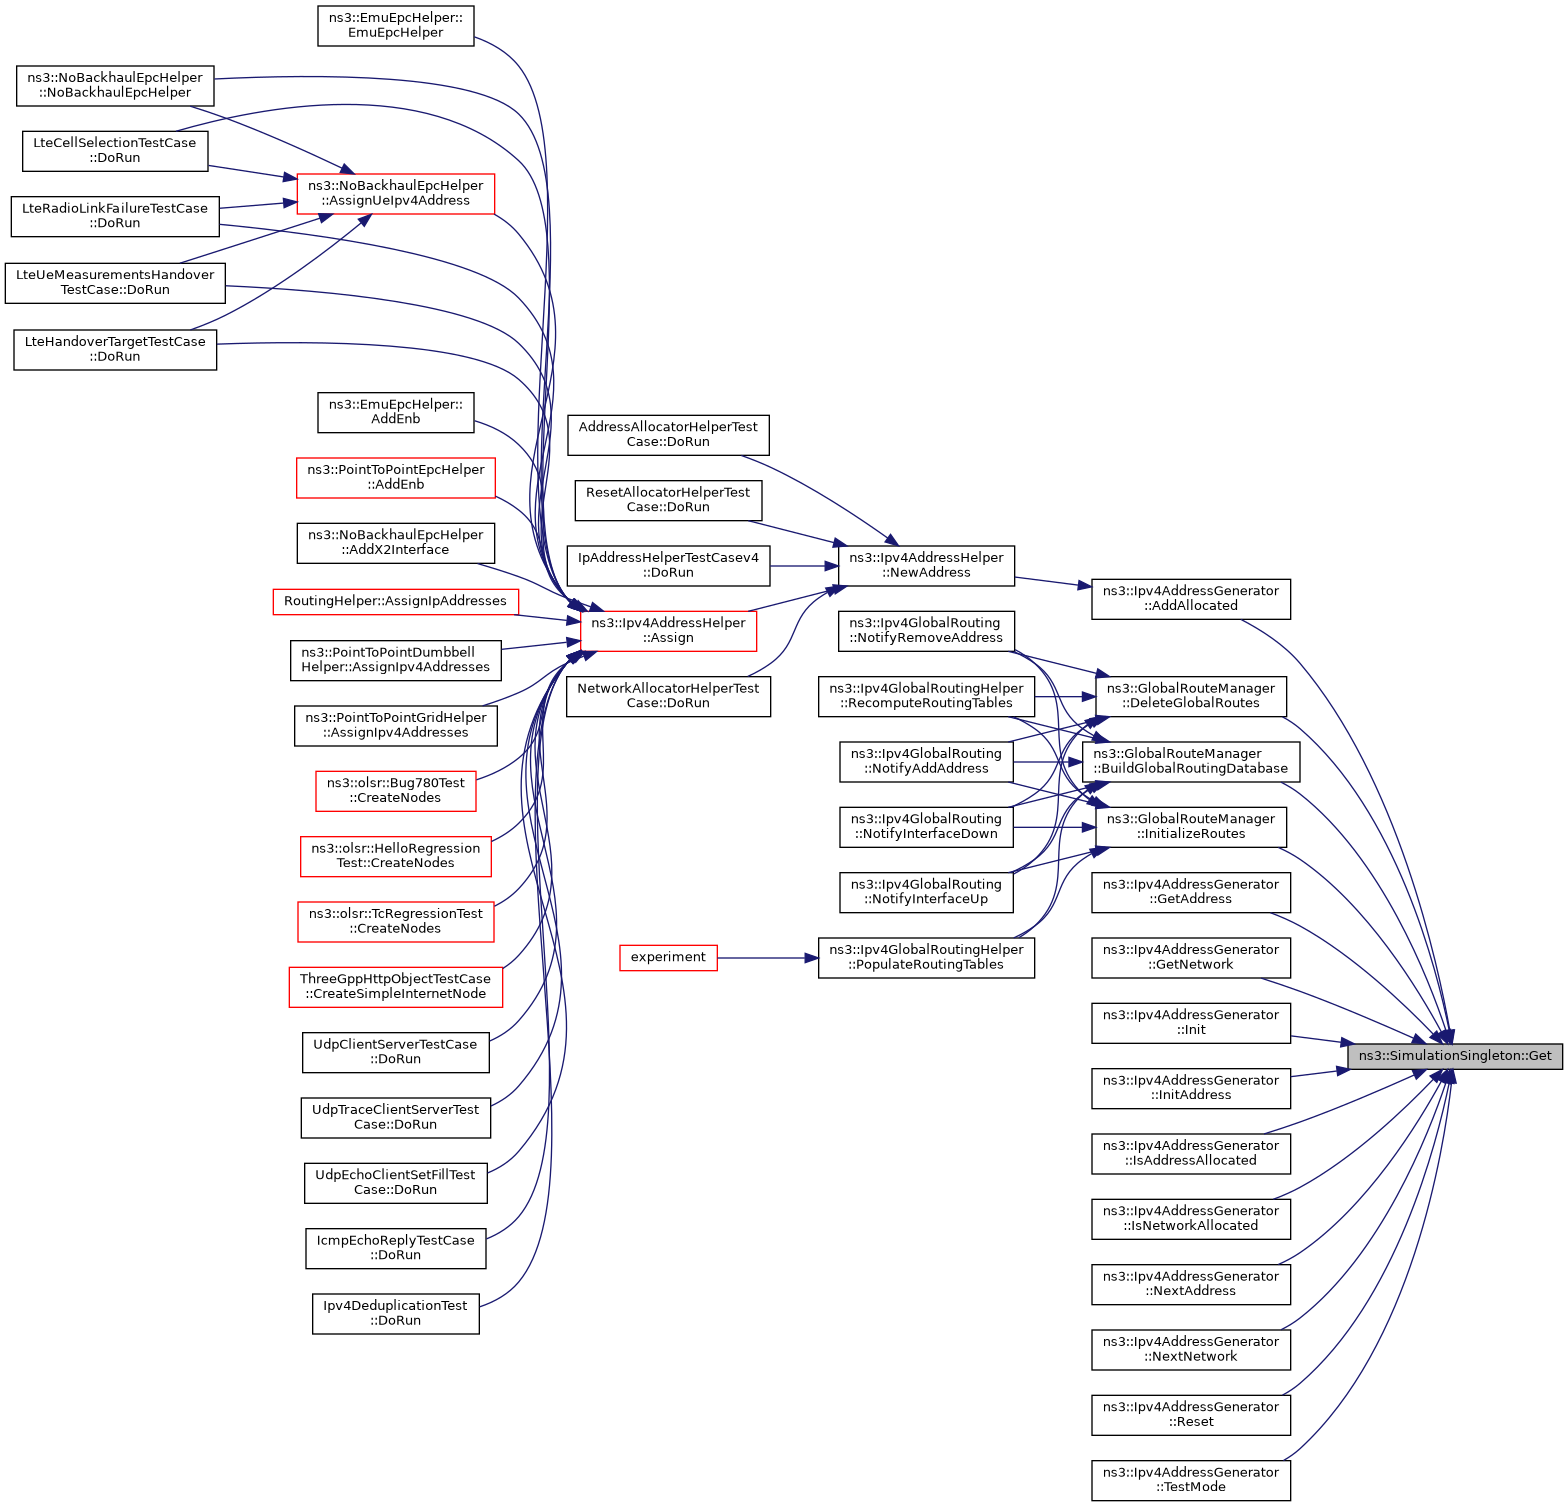 ns3::EmuEpcHelper::
EmuEpcHelper
ns3::NoBackhaulEpcHelper
::NoBackhaulEpcHelper
LteCellSelectionTestCase
::DoRun
ns3::NoBackhaulEpcHelper
::AssignUeIpv4Address
LteRadioLinkFailureTestCase
::DoRun
LteUeMeasurementsHandover
TestCase::DoRun
LteHandoverTargetTestCase
::DoRun
ns3::EmuEpcHelper::
AddEnb
ns3::PointToPointEpcHelper
::AddEnb
ns3::NoBackhaulEpcHelper
::AddX2Interface
RoutingHelper::AssignIpAddresses
ns3::PointToPointDumbbell
Helper::AssignIpv4Addresses
ns3::PointToPointGridHelper
::AssignIpv4Addresses
ns3::olsr::Bug780Test
::CreateNodes
ns3::olsr::HelloRegression
Test::CreateNodes
ns3::olsr::TcRegressionTest
::CreateNodes
ThreeGppHttpObjectTestCase
::CreateSimpleInternetNode
UdpClientServerTestCase
::DoRun
UdpTraceClientServerTest
Case::DoRun
UdpEchoClientSetFillTest
Case::DoRun
IcmpEchoReplyTestCase
::DoRun
Ipv4DeduplicationTest
::DoRun
AddressAllocatorHelperTest
Case::DoRun
ResetAllocatorHelperTest
Case::DoRun
IpAddressHelperTestCasev4
::DoRun
ns3::Ipv4AddressHelper
::Assign
NetworkAllocatorHelperTest
Case::DoRun
experiment
ns3::Ipv4AddressHelper
::NewAddress
ns3::Ipv4GlobalRouting
::NotifyRemoveAddress
ns3::Ipv4GlobalRoutingHelper
::RecomputeRoutingTables
ns3::Ipv4GlobalRouting
::NotifyAddAddress
ns3::Ipv4GlobalRouting
::NotifyInterfaceDown
ns3::Ipv4GlobalRouting
::NotifyInterfaceUp
ns3::Ipv4GlobalRoutingHelper
::PopulateRoutingTables
ns3::Ipv4AddressGenerator
::AddAllocated
ns3::GlobalRouteManager
::DeleteGlobalRoutes
ns3::GlobalRouteManager
::BuildGlobalRoutingDatabase
ns3::GlobalRouteManager
::InitializeRoutes
ns3::Ipv4AddressGenerator
::GetAddress
ns3::Ipv4AddressGenerator
::GetNetwork
ns3::Ipv4AddressGenerator
::Init
ns3::Ipv4AddressGenerator
::InitAddress
ns3::Ipv4AddressGenerator
::IsAddressAllocated
ns3::Ipv4AddressGenerator
::IsNetworkAllocated
ns3::Ipv4AddressGenerator
::NextAddress
ns3::Ipv4AddressGenerator
::NextNetwork
ns3::Ipv4AddressGenerator
::Reset
ns3::Ipv4AddressGenerator
::TestMode
ns3::SimulationSingleton::Get